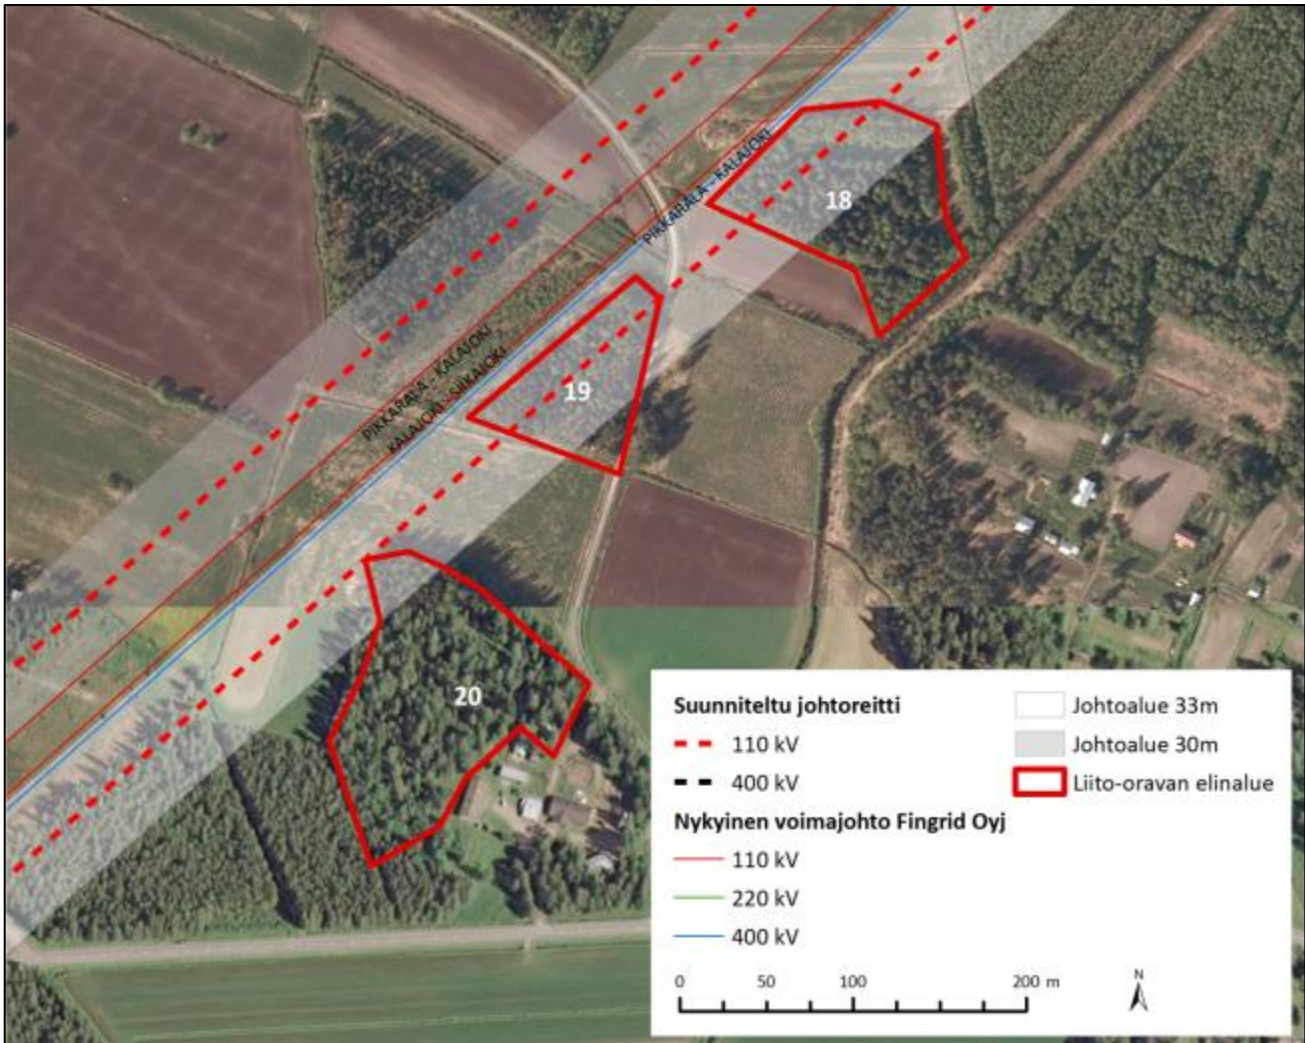 PIKKARALA - KALAJOKI
18
PIKKARALA - KALAJOKI
KALAJOKI - SIIKAJOKI
19
20
Suunniteltu johtoreitti
110 kV
400 kV
Nykyinen voimajohto Fingrid Oyj
110 kV
220 kV
400 kV
Johtoalue 33m
Johtoalue 30m
Liito-oravan elinalue
0 50 100 200 m
N